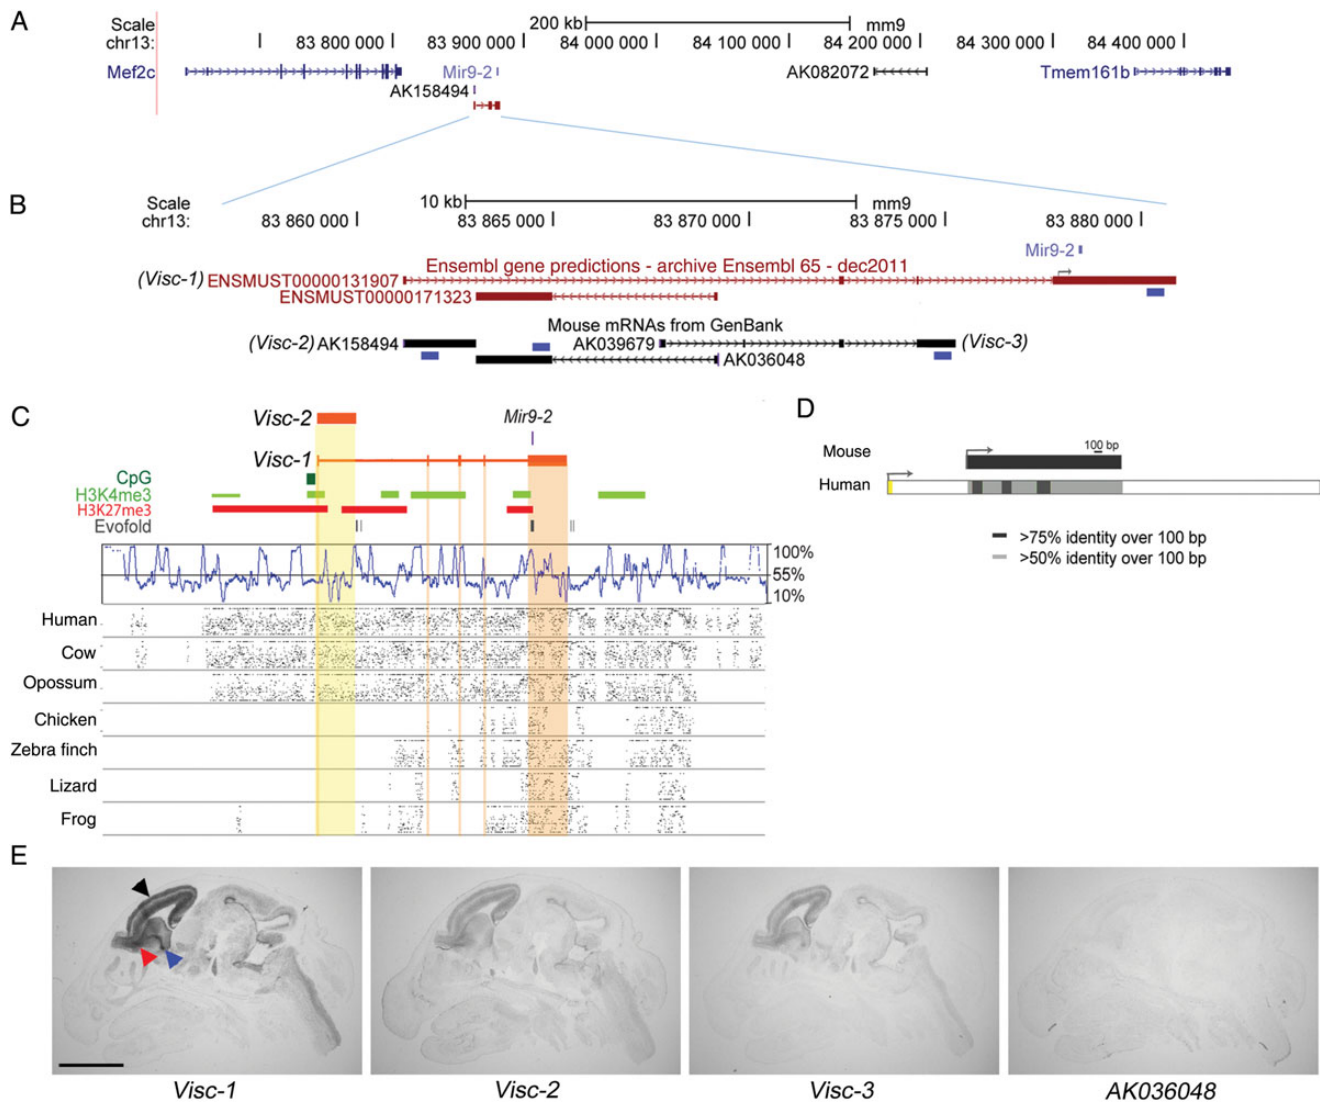 A
Scale
200 kb
mm9
chr13:
83 800 000
83 900 000
84 000 000
84 100 000
84 200 000
84 300 000
84 400 000
Mef2c
Mir9-2
AK082072
Tmem161b
AK158494
B
Scale
10 kb
mm9
chr13:
83 860 000
83 865 000
83 870 000
83 875 000
83 880 000
Mir9-2
Ensembl gene predictions - archive Ensembl 65 - dec2011
(Visc-1) ENSMUST00000131907
ENSMUST00000171323
Mouse mRNAs from GenBank
(Visc-2) AK158494
AK039679
(Visc-3)
AK036048
C
Visc-2
Mir9-2
Visc-1
CpG
H3K4me3
H3K27me3
Evofold
100%
55%
10%
Human
Cow
Opossum
Chicken
Zebra finch
Lizard
Frog
D
Mouse
100 bp
Human
>75% identity over 100 bp
>50% identity over 100 bp
E
Visc-1
Visc-2
Visc-3
AK036048